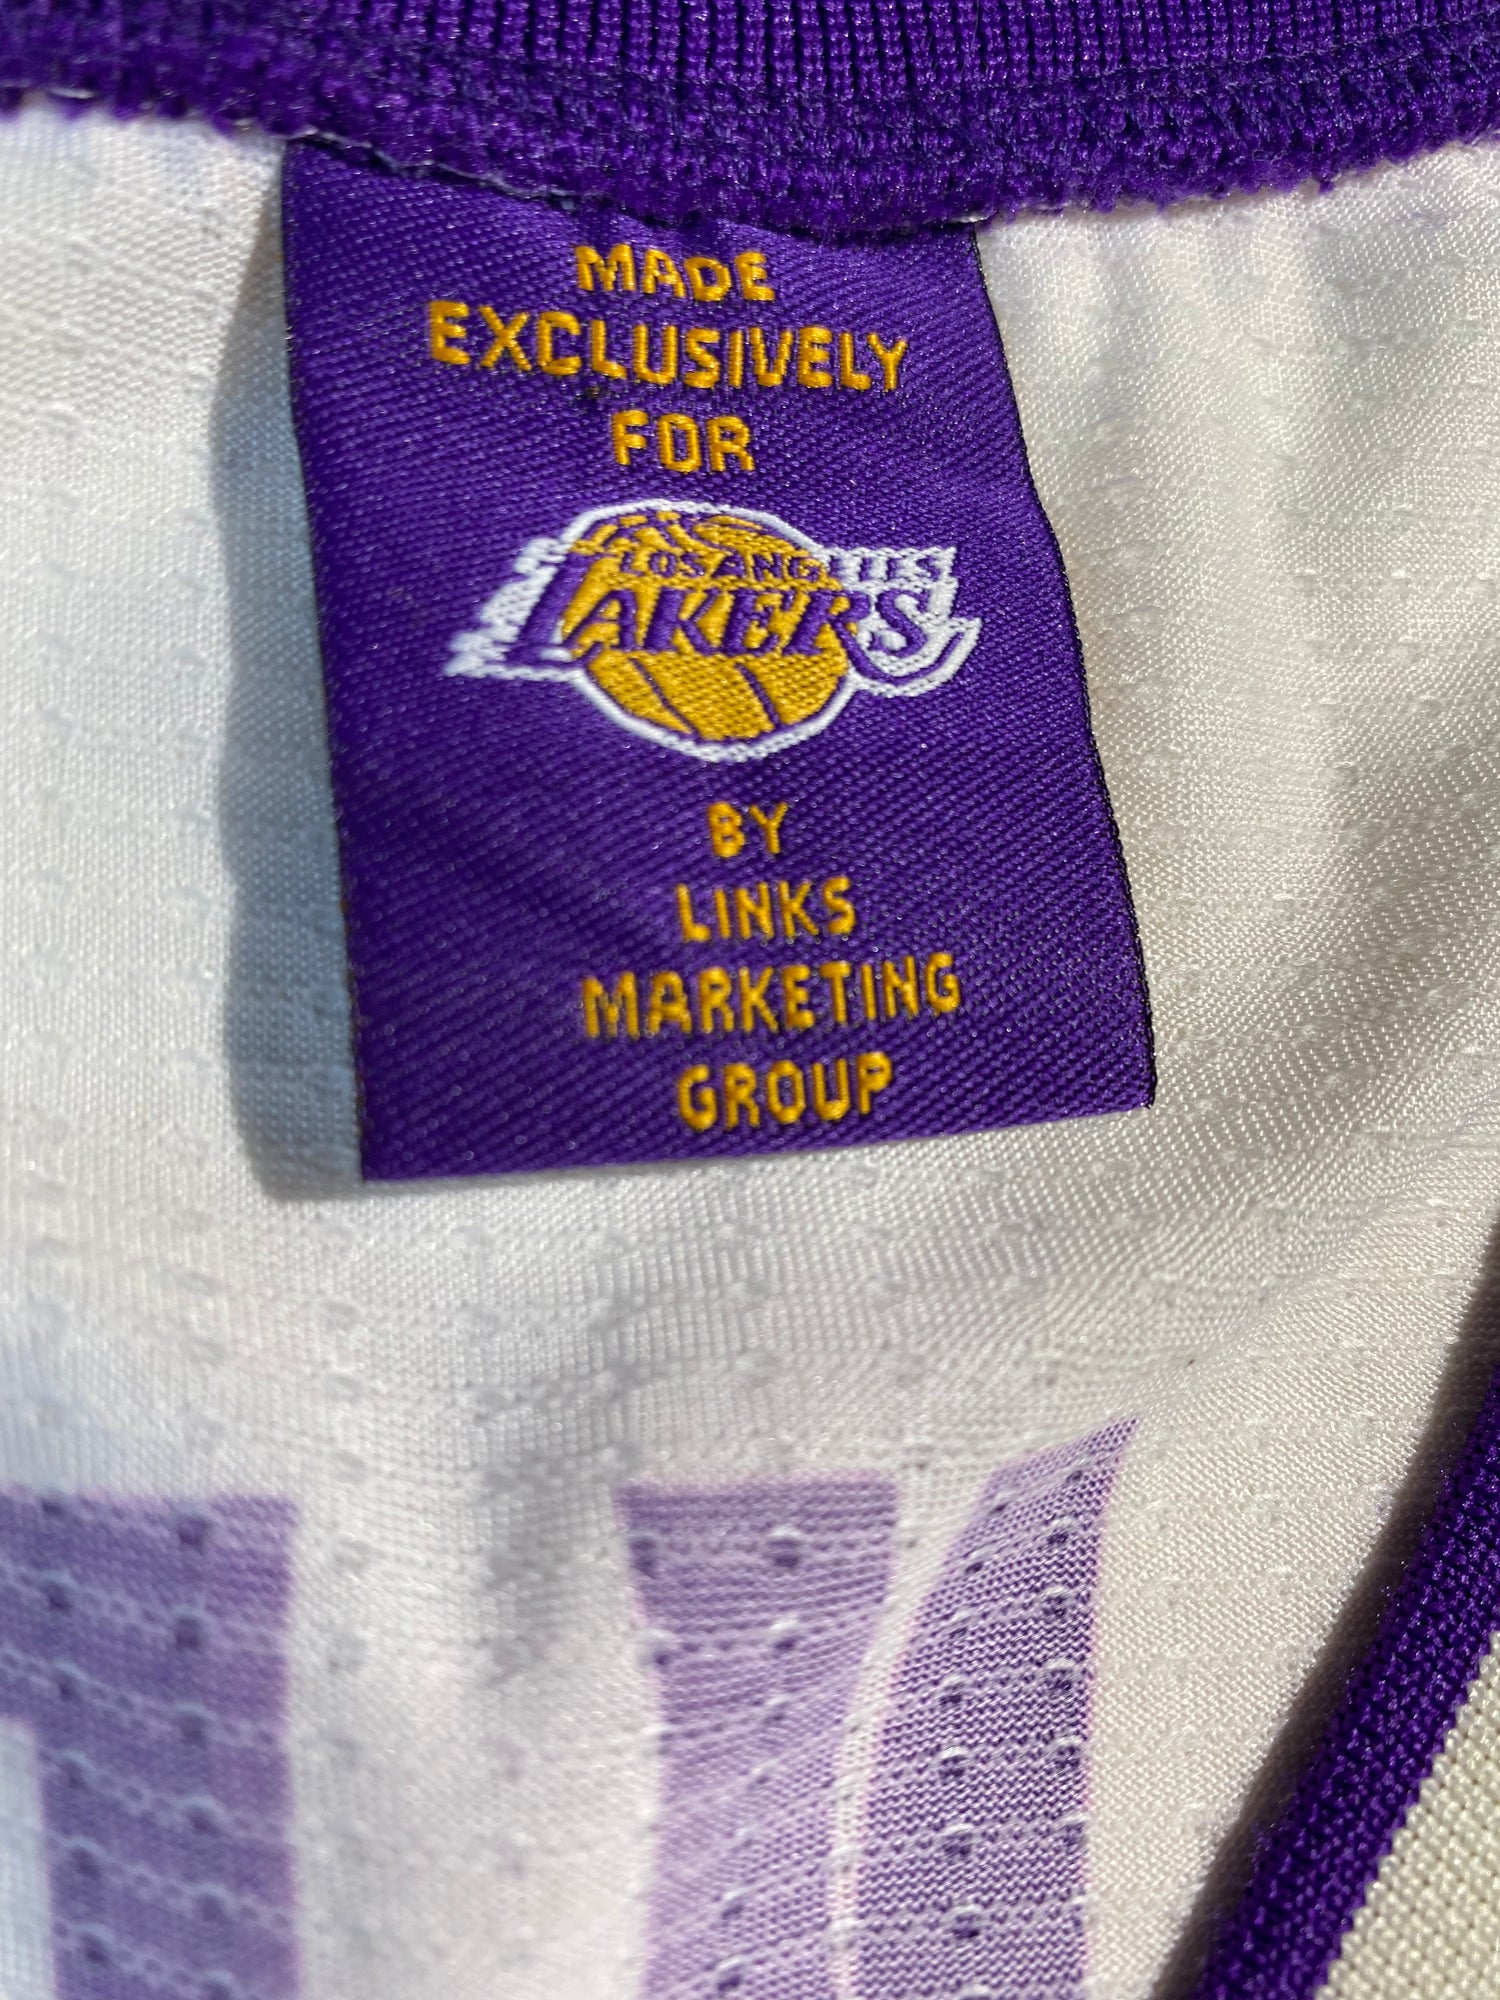 MADE
EXCLUSIVELY
FOR
LOS ANGELES
LAKERS
BY
LINKS
MARKETING
GROUP